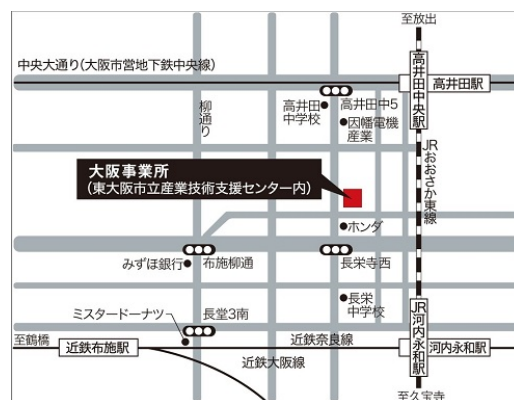 至放出
中央大通り(大阪市営地下鉄中央線)
高井田中央駅
高井田駅
柳通り
高井田
中学校
高井田中5
因幡電機
産業
JRおおさか東線
大阪事業所
(東大阪市立産業技術支援センター内)
ホンダ
みずほ銀行
布施柳通
長栄寺西
長栄
中学校
ミスタードーナツ
長堂3南
JR河内永和駅
至鶴橋
近鉄布施駅
近鉄奈良線
河内永和駅
近鉄大阪線
至久宝寺